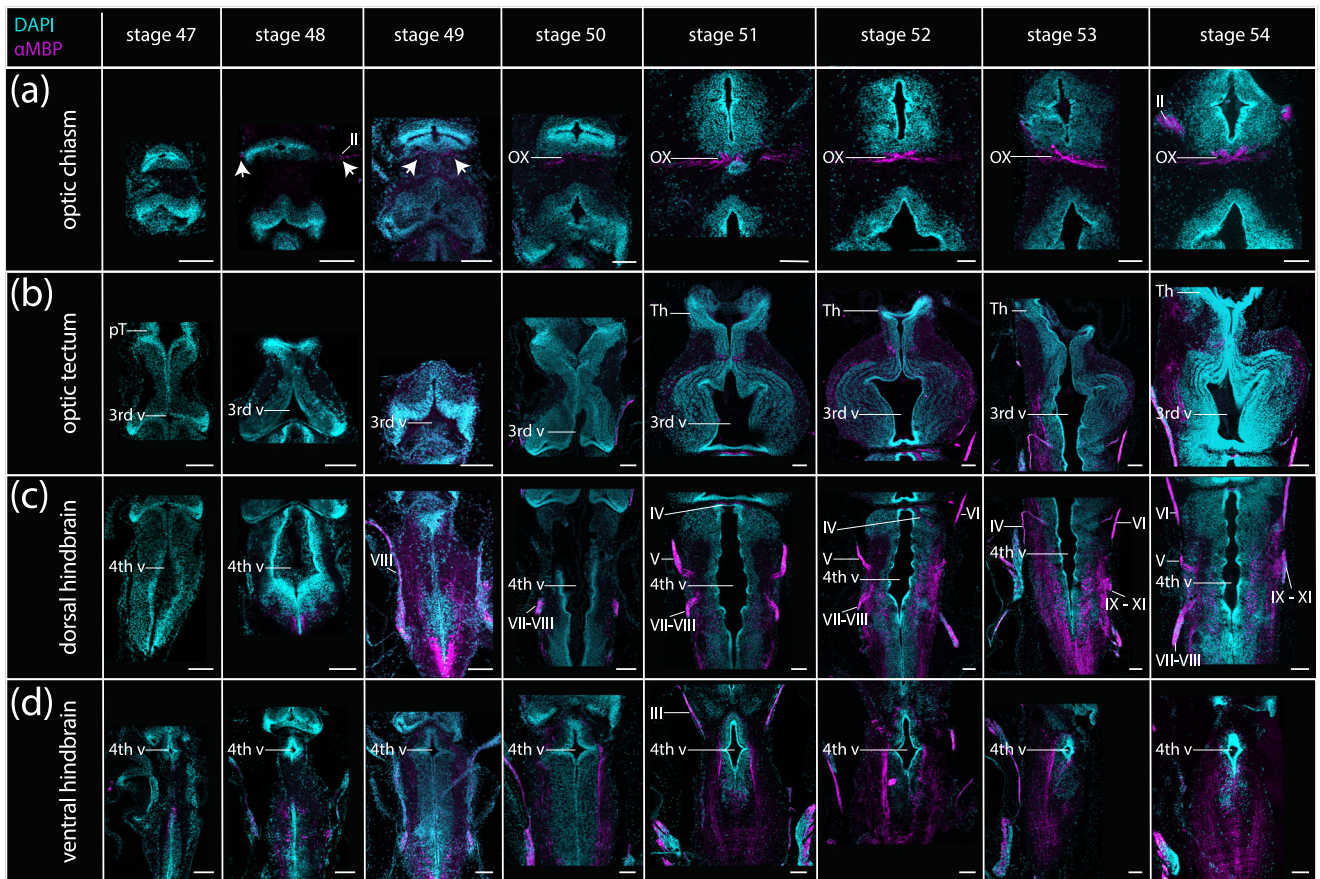 DAPI
αMBP
stage 47
stage 48
stage 49
stage 50
stage 51
stage 52
stage 53
stage 54
(a)
optic chiasm
II
OX
OX
OX
OX
II
OX
(b)
optic tectum
pT
3rd v
3rd v
3rd v
3rd v
Th
3rd v
Th
3rd v
Th
3rd v
Th
3rd v
(c)
dorsal hindbrain
4th v
4th v
VIII
4th v
VII-VIII
IV
V
4th v
VII-VIII
IV
VI
V
4th v
VII-VIII
IV
VI
4th v
IX - XI
VI
V
4th v
IX - XI
VII-VIII
(d)
ventral hindbrain
4th v
4th v
4th v
4th v
III
4th v
4th v
4th v
4th v